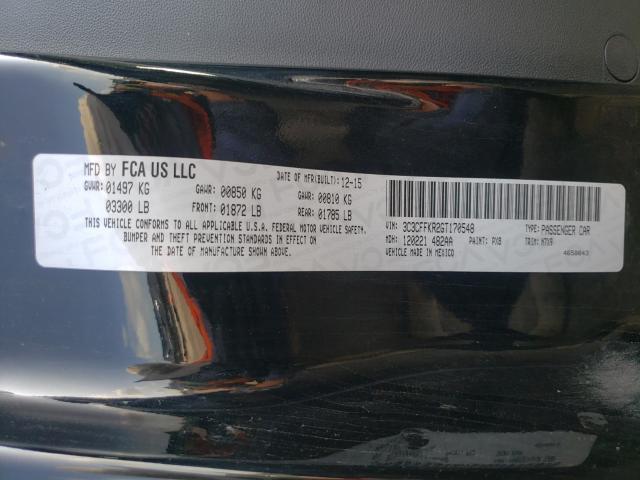 MFD BY FCA US LLC
DATE OF MFR(BUILT): 12-15
GVWR: 01497 KG GAWR: 00850 KG GAWR: 00810 KG
03300 LB FRONT: 01872 LB REAR: 01785 LB
THIS VEHICLE CONFORMS TO ALL APPLICABLE U.S.A. FEDERAL MOTOR VEHICLE SAFETY,
BUMPER AND THEFT PREVENTION STANDARDS IN EFFECT ON
THE DATE OF MANUFACTURE SHOWN ABOVE.
VIN: 3C3CFFKR2GT170548 TYPE: PASSENGER CAR
MDH: 120221 482AA PAINT: PX8 TRIM: N7X9
VEHICLE MADE IN MEXICO 4650043